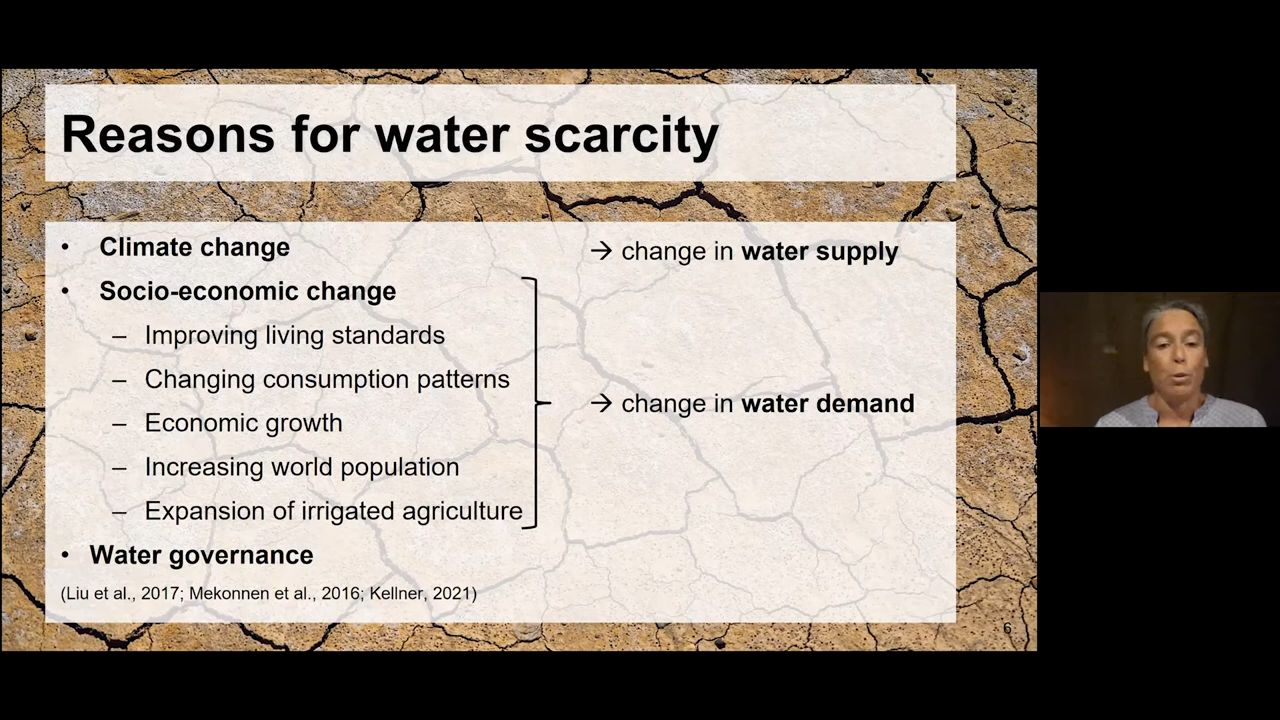 Reasons for water scarcity
• Climate change → change in water supply
• Socio-economic change
– Improving living standards
– Changing consumption patterns
→ change in water demand
– Economic growth
– Increasing world population
– Expansion of irrigated agriculture
• Water governance
(Liu et al., 2017; Mekonnen et al., 2016; Kellner, 2021)
6